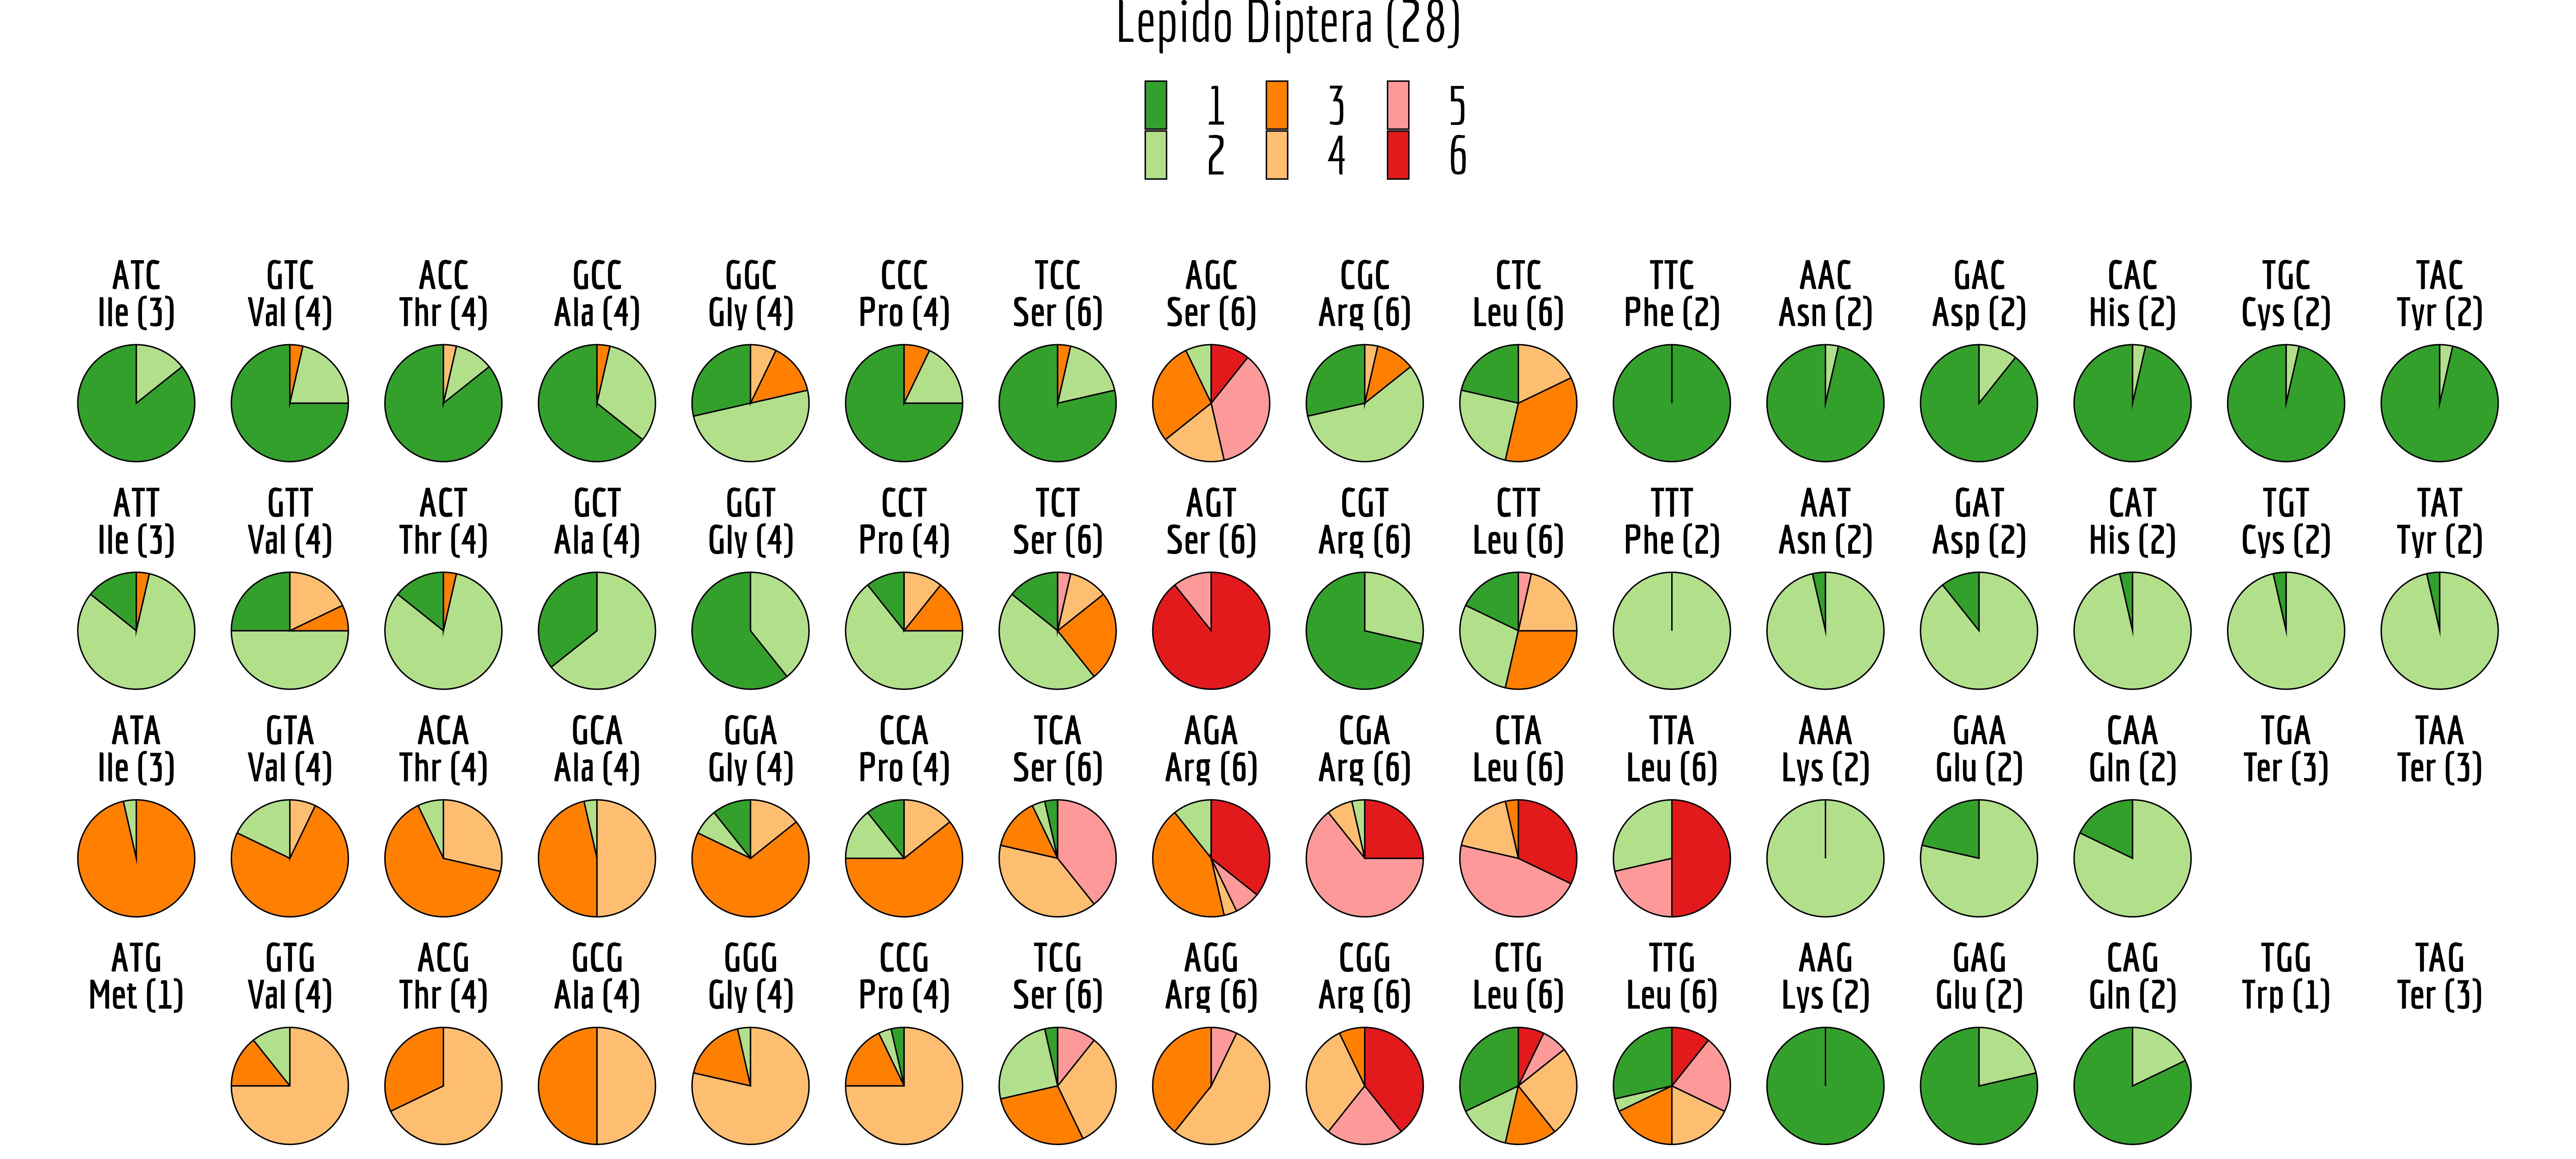 Lepido Diptera (28)
1 3 5
2 4 6
ATC GTC ACC GCC GGC CCC TCC AGC CGC CTC TTC AAC GAC CAC TGC TAC
Ile (3) Val (4) Thr (4) Ala (4) Gly (4) Pro (4) Ser (6) Ser (6) Arg (6) Leu (6) Phe (2) Asn (2) Asp (2) His (2) Cys (2) Tyr (2)
ATT GTT ACT GCT GGT CCT TCT AGT CGT CTT TTT AAT GAT CAT TGT TAT
Ile (3) Val (4) Thr (4) Ala (4) Gly (4) Pro (4) Ser (6) Ser (6) Arg (6) Leu (6) Phe (2) Asn (2) Asp (2) His (2) Cys (2) Tyr (2)
ATA GTA ACA GCA GGA CCA TCA AGA CGA CTA TTA AAA GAA CAA TGA TAA
Ile (3) Val (4) Thr (4) Ala (4) Gly (4) Pro (4) Ser (6) Arg (6) Arg (6) Leu (6) Leu (6) Lys (2) Glu (2) Gln (2) Ter (3) Ter (3)
ATG GTG ACG GCG GGG CCG TCG AGG CGG CTG TTG AAG GAG CAG TGG TAG
Met (1) Val (4) Thr (4) Ala (4) Gly (4) Pro (4) Ser (6) Arg (6) Arg (6) Leu (6) Leu (6) Lys (2) Glu (2) Gln (2) Trp (1) Ter (3)